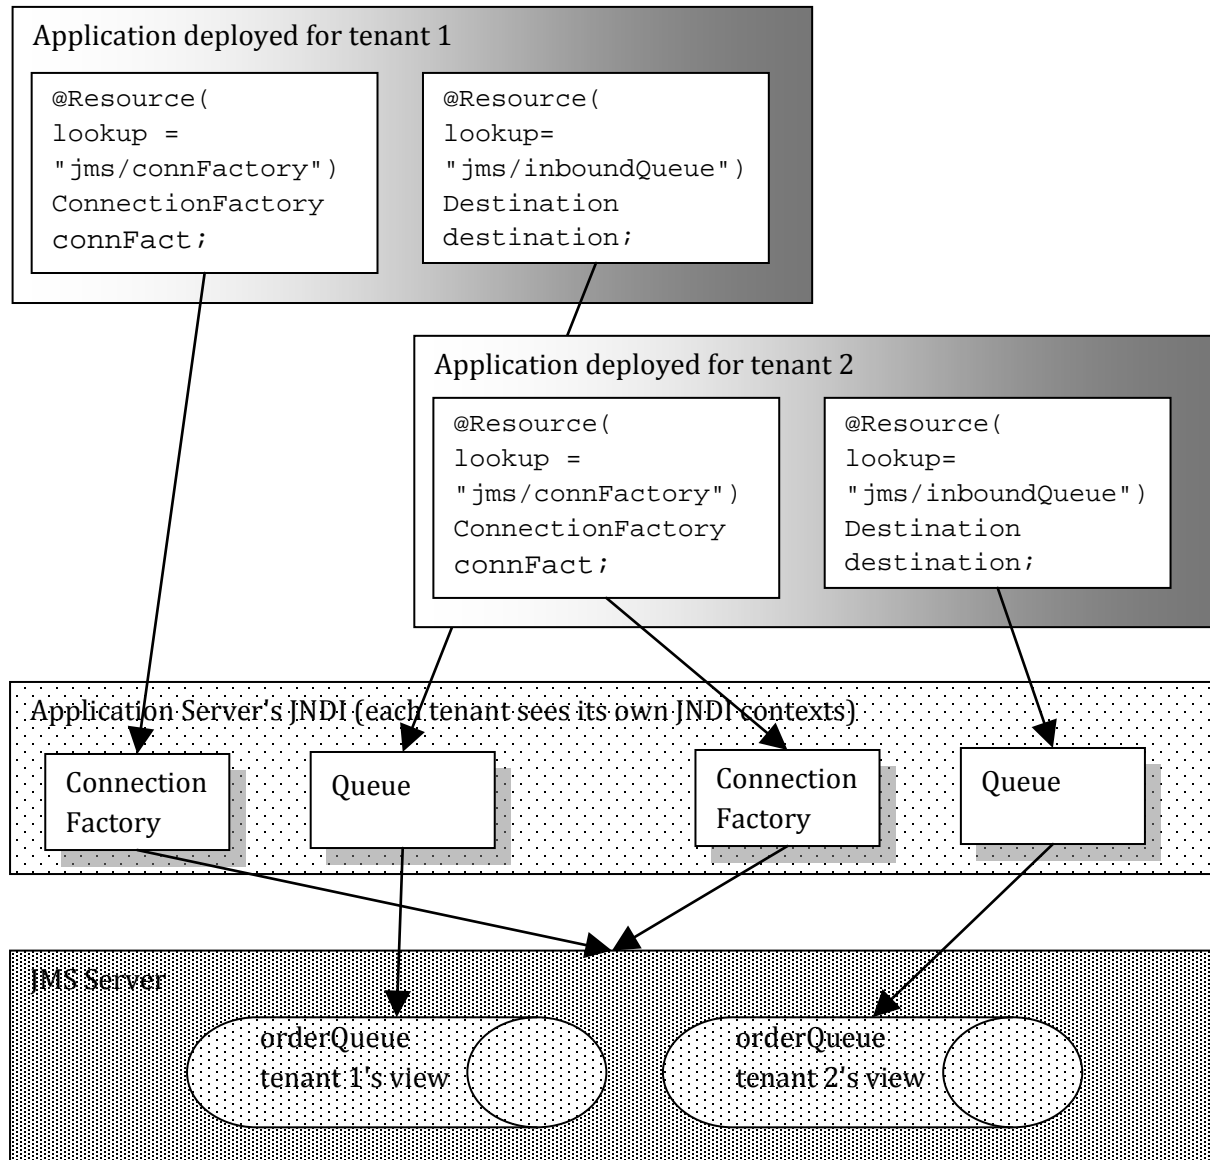 Application deployed for tenant 1
@Resource(
lookup =
"jms/connFactory")
ConnectionFactory
connFact;
@Resource(
lookup=
"jms/inboundQueue")
Destination
destination;
Application deployed for tenant 2
@Resource(
lookup =
"jms/connFactory")
ConnectionFactory
connFact;
@Resource(
lookup=
"jms/inboundQueue")
Destination
destination;
Application Server's JNDI (each tenant sees its own JNDI contexts)
Connection
Factory
Queue
Connection
Factory
Queue
JMS Server
orderQueue
tenant 1's view
orderQueue
tenant 2's view